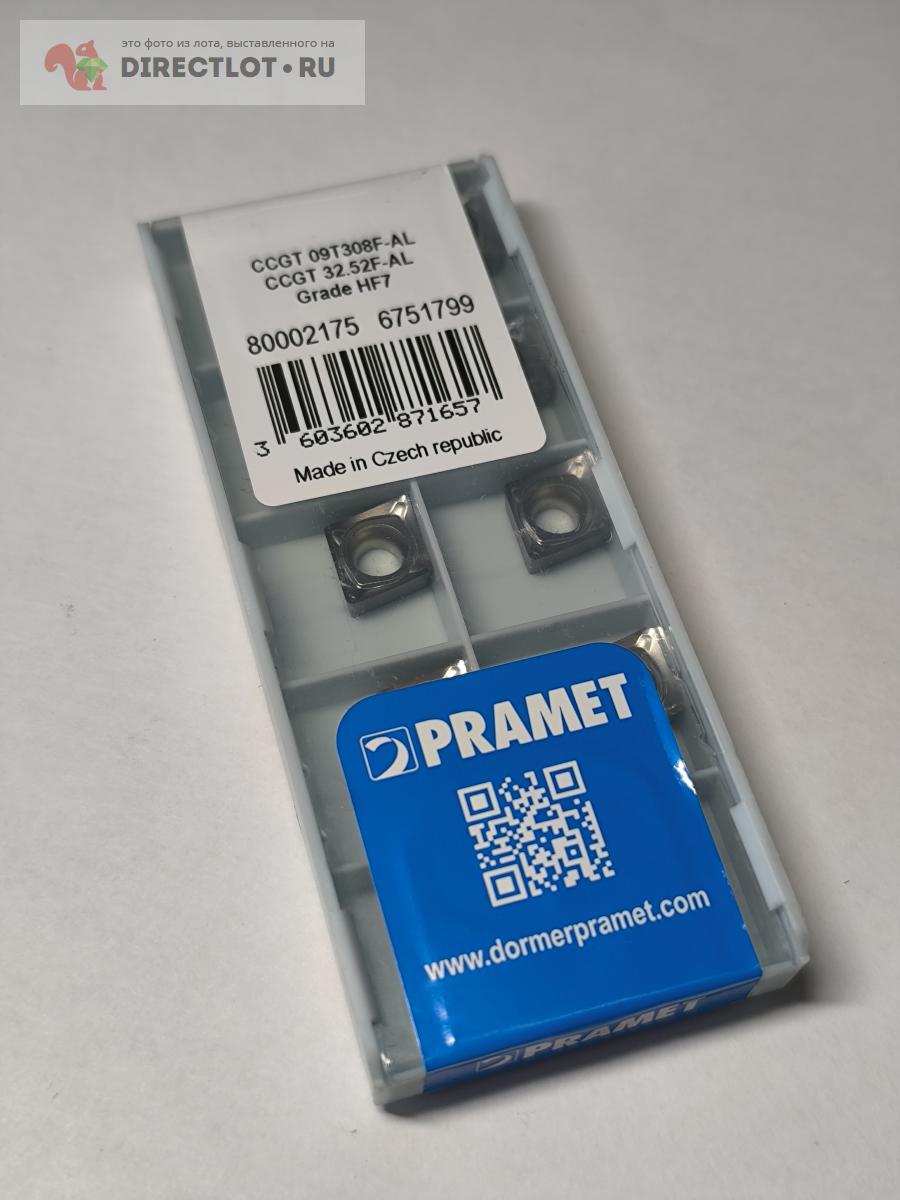 это фото из лота, выставленного на
DIRECTLOT•RU
CCGT 09T308F-AL
CCGT 32.52F-AL
Grade HF7
80002175 6751799
3 603602 871657
Made in Czech republic
PRAMET
www.dormerpramet.com
PRAMET